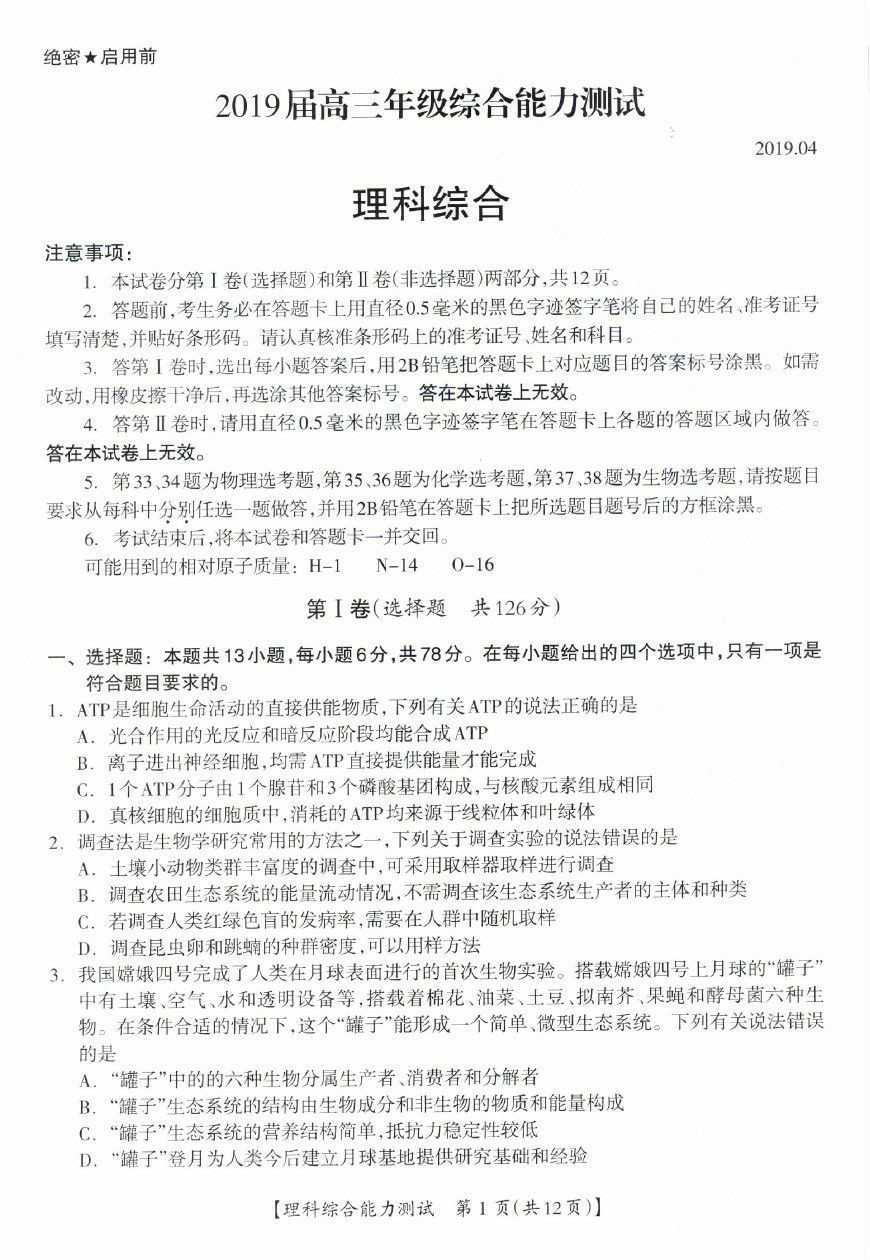 绝密★启用前
2019届高三年级综合能力测试
2019.04
理科综合
注意事项：
1. 本试卷分第Ⅰ卷(选择题)和第Ⅱ卷(非选择题)两部分,共12页。
2. 答题前,考生务必在答题卡上用直径0.5毫米的黑色字迹签字笔将自己的姓名、准考证号
填写清楚,并贴好条形码。请认真核准条形码上的准考证号、姓名和科目。
3. 答第Ⅰ卷时,选出每小题答案后,用2B铅笔把答题卡上对应题目的答案标号涂黑。如需
改动,用橡皮擦干净后,再选涂其他答案标号。答在本试卷上无效。
4. 答第Ⅱ卷时,请用直径0.5毫米的黑色字迹签字笔在答题卡上各题的答题区域内做答。
答在本试卷上无效。
5. 第33、34题为物理选考题,第35、36题为化学选考题,第37、38题为生物选考题,请按题目
要求从每科中分别任选一题做答,并用2B铅笔在答题卡上把所选题目题号后的方框涂黑。
6. 考试结束后,将本试卷和答题卡一并交回。
可能用到的相对原子质量：H-1 N-14 O-16
第Ⅰ卷(选择题 共126分)
一、选择题：本题共13小题,每小题6分,共78分。在每小题给出的四个选项中,只有一项是
符合题目要求的。
1. ATP是细胞生命活动的直接供能物质,下列有关ATP的说法正确的是
A. 光合作用的光反应和暗反应阶段均能合成ATP
B. 离子进出神经细胞,均需ATP直接提供能量才能完成
C. 1个ATP分子由1个腺苷和3个磷酸基团构成,与核酸元素组成相同
D. 真核细胞的细胞质中,消耗的ATP均来源于线粒体和叶绿体
2. 调查法是生物学研究常用的方法之一,下列关于调查实验的说法错误的是
A. 土壤小动物类群丰富度的调查中,可采用取样器取样进行调查
B. 调查农田生态系统的能量流动情况,不需调查该生态系统生产者的主体和种类
C. 若调查人类红绿色盲的发病率,需要在人群中随机取样
D. 调查昆虫卵和跳蝻的种群密度,可以用样方法
3. 我国嫦娥四号完成了人类在月球表面进行的首次生物实验。搭载嫦娥四号上月球的“罐子”
中有土壤、空气、水和透明设备等,搭载着棉花、油菜、土豆、拟南芥、果蝇和酵母菌六种生
物。在条件合适的情况下,这个“罐子”能形成一个简单、微型生态系统。下列有关说法错误
的是
A. “罐子”中的的六种生物分属生产者、消费者和分解者
B. “罐子”生态系统的结构由生物成分和非生物的物质和能量构成
C. “罐子”生态系统的营养结构简单,抵抗力稳定性较低
D. “罐子”登月为人类今后建立月球基地提供研究基础和经验
【理科综合能力测试 第1页(共12页)】